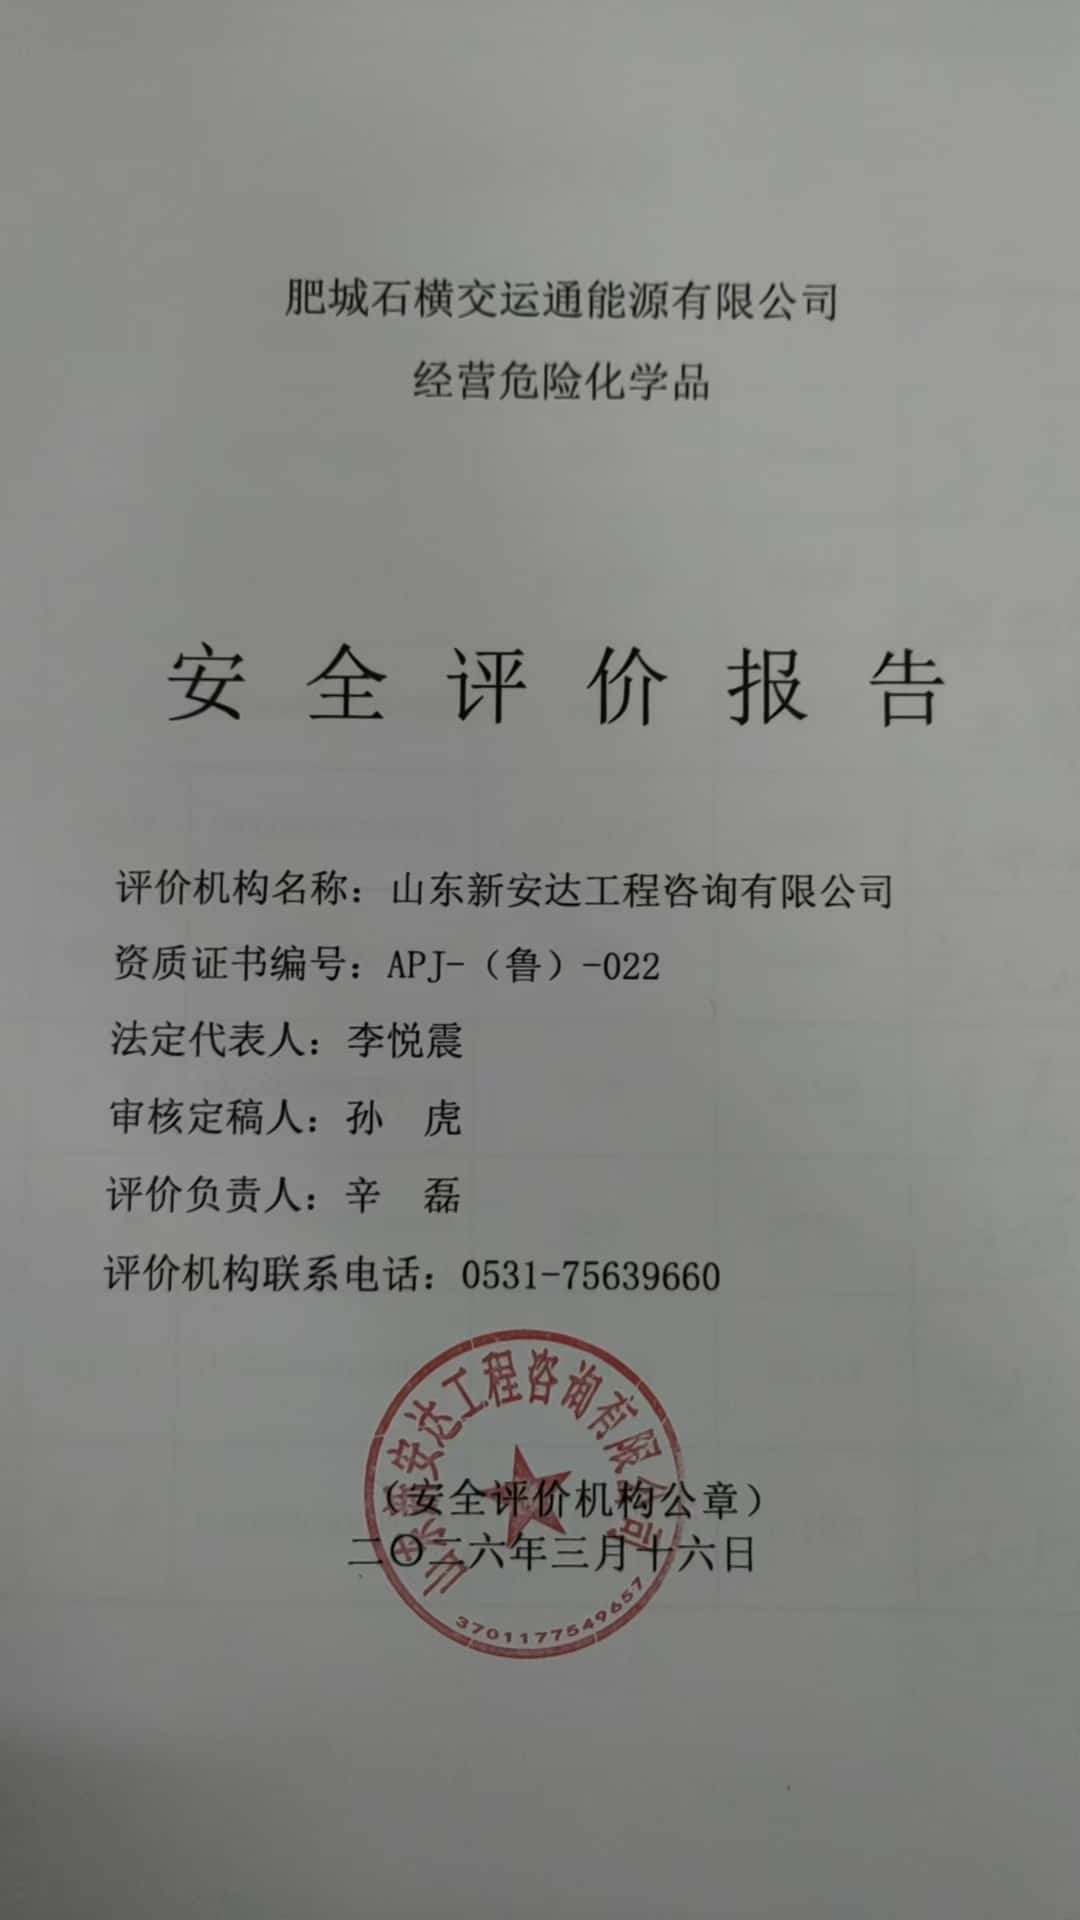 肥城石横交运通能源有限公司
经营危险化学品
安全评价报告
评价机构名称：山东新安达工程咨询有限公司
资质证书编号：APJ-（鲁）-022
法定代表人：李悦震
审核定稿人：孙　虎
评价负责人：辛　磊
评价机构联系电话：0531-75639660
山东新安达工程咨询有限公司
（安全评价机构公章）
二〇二六年三月十六日
3701177549657